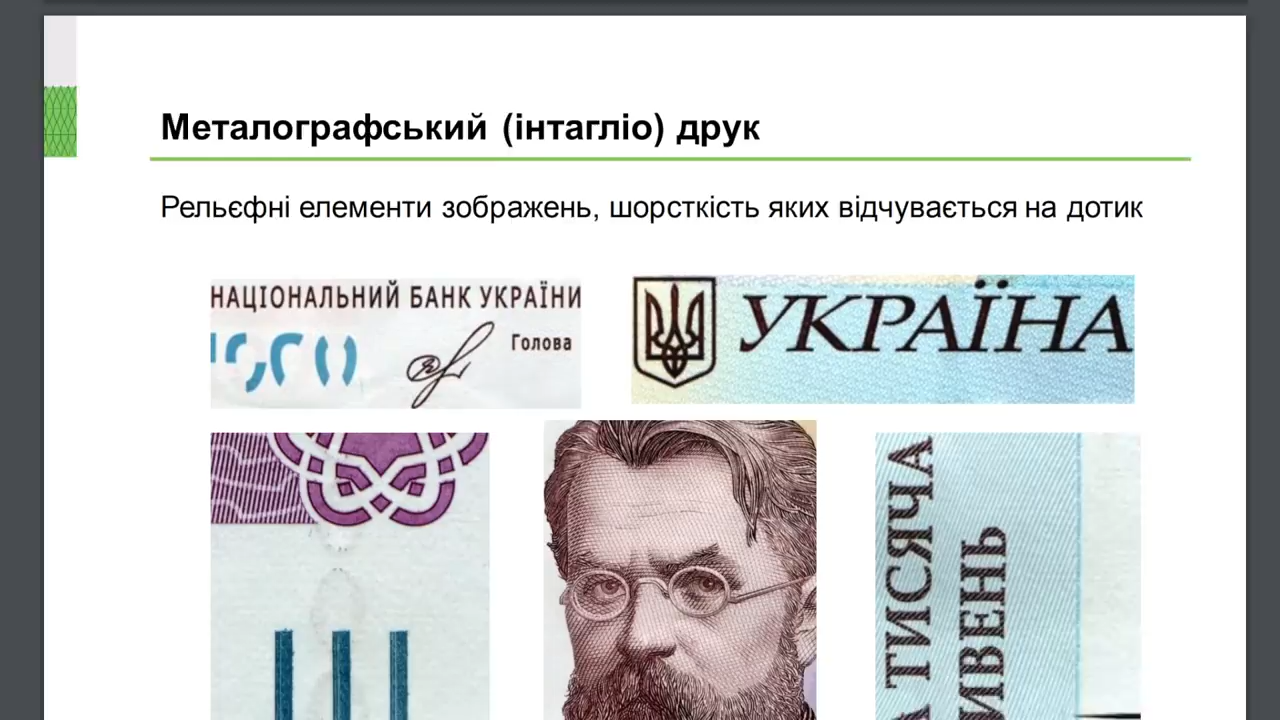 Металографський (інтагліо) друк
Рельєфні елементи зображень, шорсткість яких відчувається на дотик
НАЦІОНАЛЬНИЙ БАНК УКРАЇНИ
Голова
УКРАЇНА
ТИСЯЧА
ИВЕНЬ